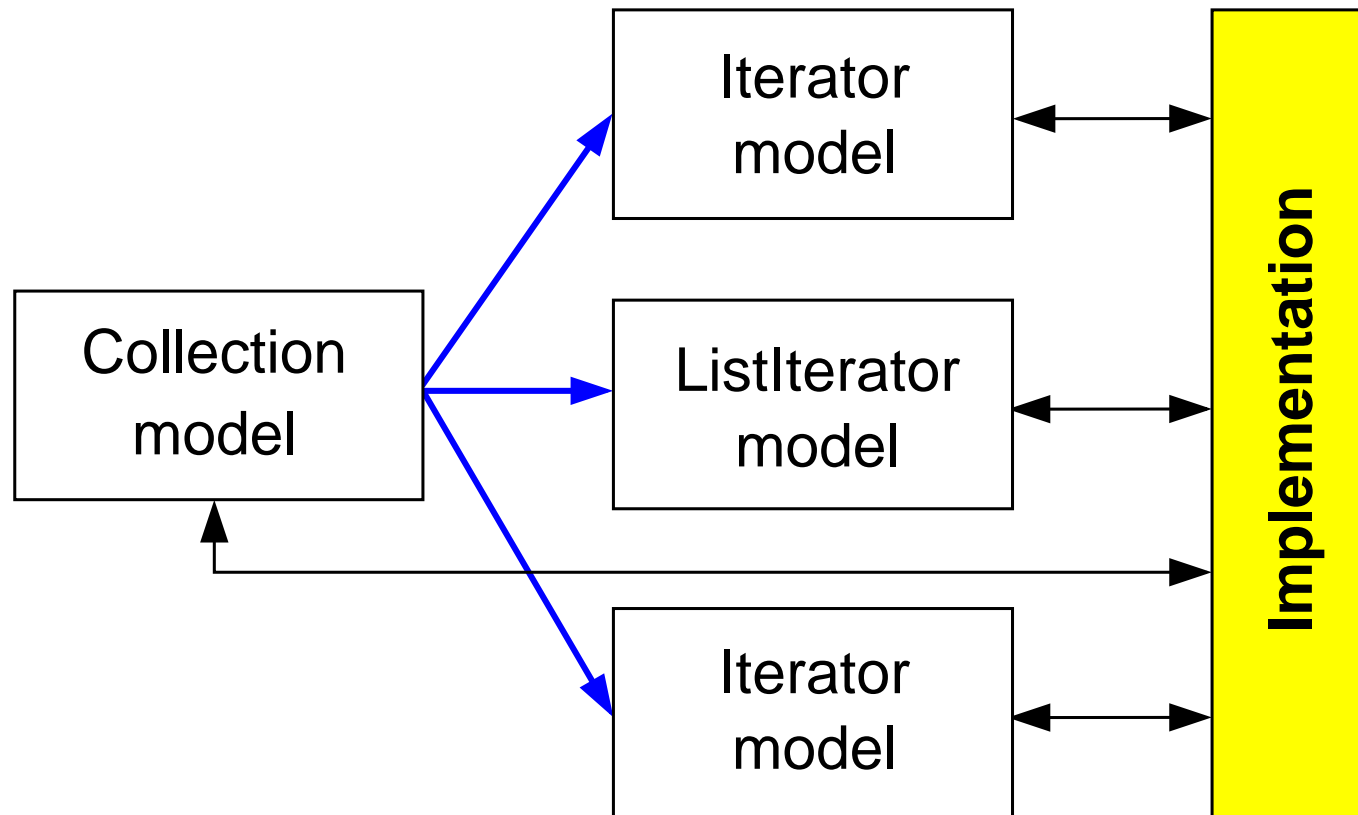 Iterator
model
Collection
model
ListIterator
model
Iterator
model
Implementation